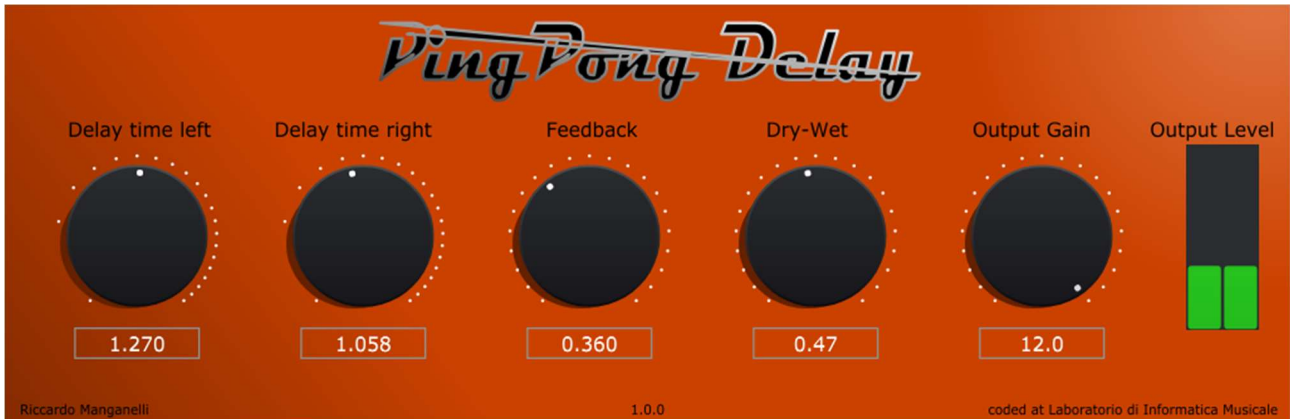 PingPong Delay
Delay time left
Delay time right
Feedback
Dry-Wet
Output Gain
Output Level
1.270
1.058
0.360
0.47
12.0
Riccardo Manganelli
1.0.0
coded at Laboratorio di Informatica Musicale